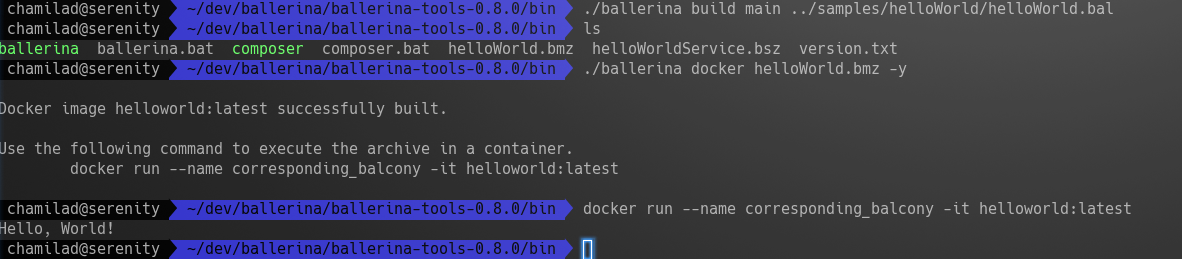 chamilad@serenity ~/dev/ballerina/ballerina-tools-0.8.0/bin ./ballerina build main ../samples/helloWorld/helloWorld.bal
chamilad@serenity ~/dev/ballerina/ballerina-tools-0.8.0/bin ls
ballerina ballerina.bat composer composer.bat helloWorld.bmz helloWorldService.bsz version.txt
chamilad@serenity ~/dev/ballerina/ballerina-tools-0.8.0/bin ./ballerina docker helloWorld.bmz -y
Docker image helloworld:latest successfully built.
Use the following command to execute the archive in a container.
docker run --name corresponding_balcony -it helloworld:latest
chamilad@serenity ~/dev/ballerina/ballerina-tools-0.8.0/bin docker run --name corresponding_balcony -it helloworld:latest
Hello, World!
chamilad@serenity ~/dev/ballerina/ballerina-tools-0.8.0/bin